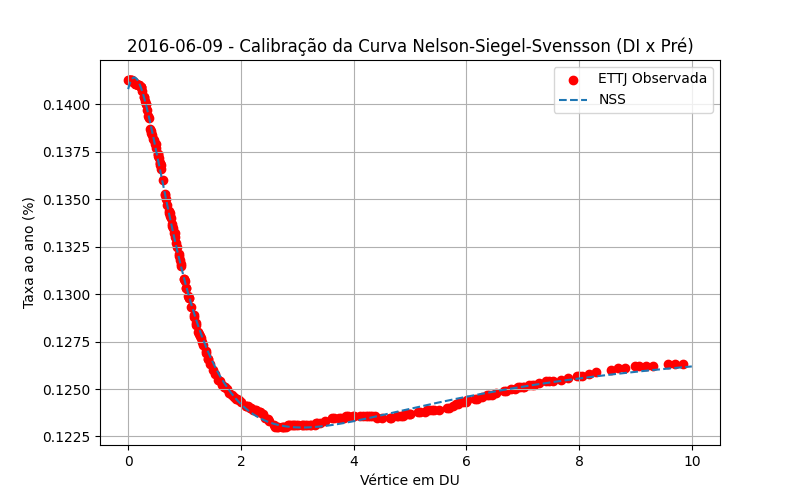 2016-06-09 - Calibração da Curva Nelson-Siegel-Svensson (DI x Pré)
ETTJ Observada
NSS
Taxa ao ano (%)
0.1400
0.1375
0.1350
0.1325
0.1300
0.1275
0.1250
0.1225
0 2 4 6 8 10
Vértice em DU